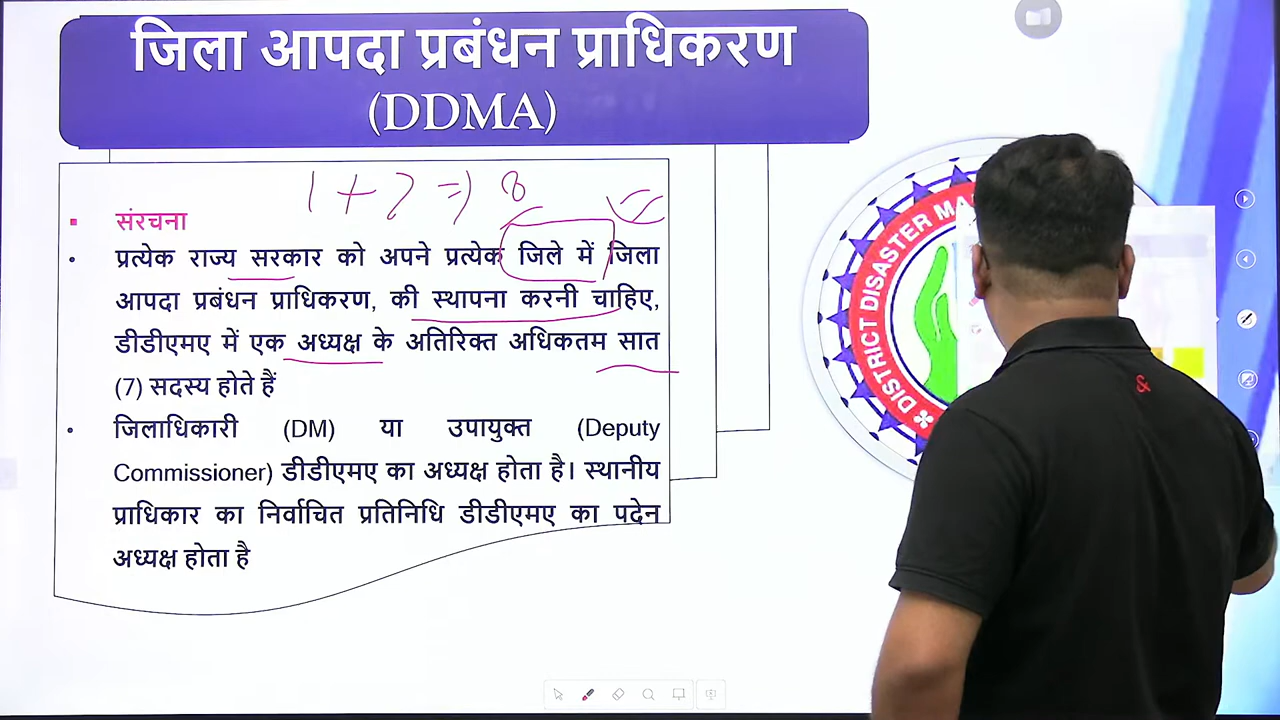 जिला आपदा प्रबंधन प्राधिकरण
(DDMA)
1 + 7 => 8
संरचना
प्रत्येक राज्य सरकार को अपने प्रत्येक जिले में जिला
आपदा प्रबंधन प्राधिकरण, की स्थापना करनी चाहिए,
डीडीएमए में एक अध्यक्ष के अतिरिक्त अधिकतम सात
(7) सदस्य होते हैं
जिलाधिकारी (DM) या उपायुक्त (Deputy
Commissioner) डीडीएमए का अध्यक्ष होता है। स्थानीय
प्राधिकार का निर्वाचित प्रतिनिधि डीडीएमए का पदेन
अध्यक्ष होता है
DISTRICT DISASTER
&